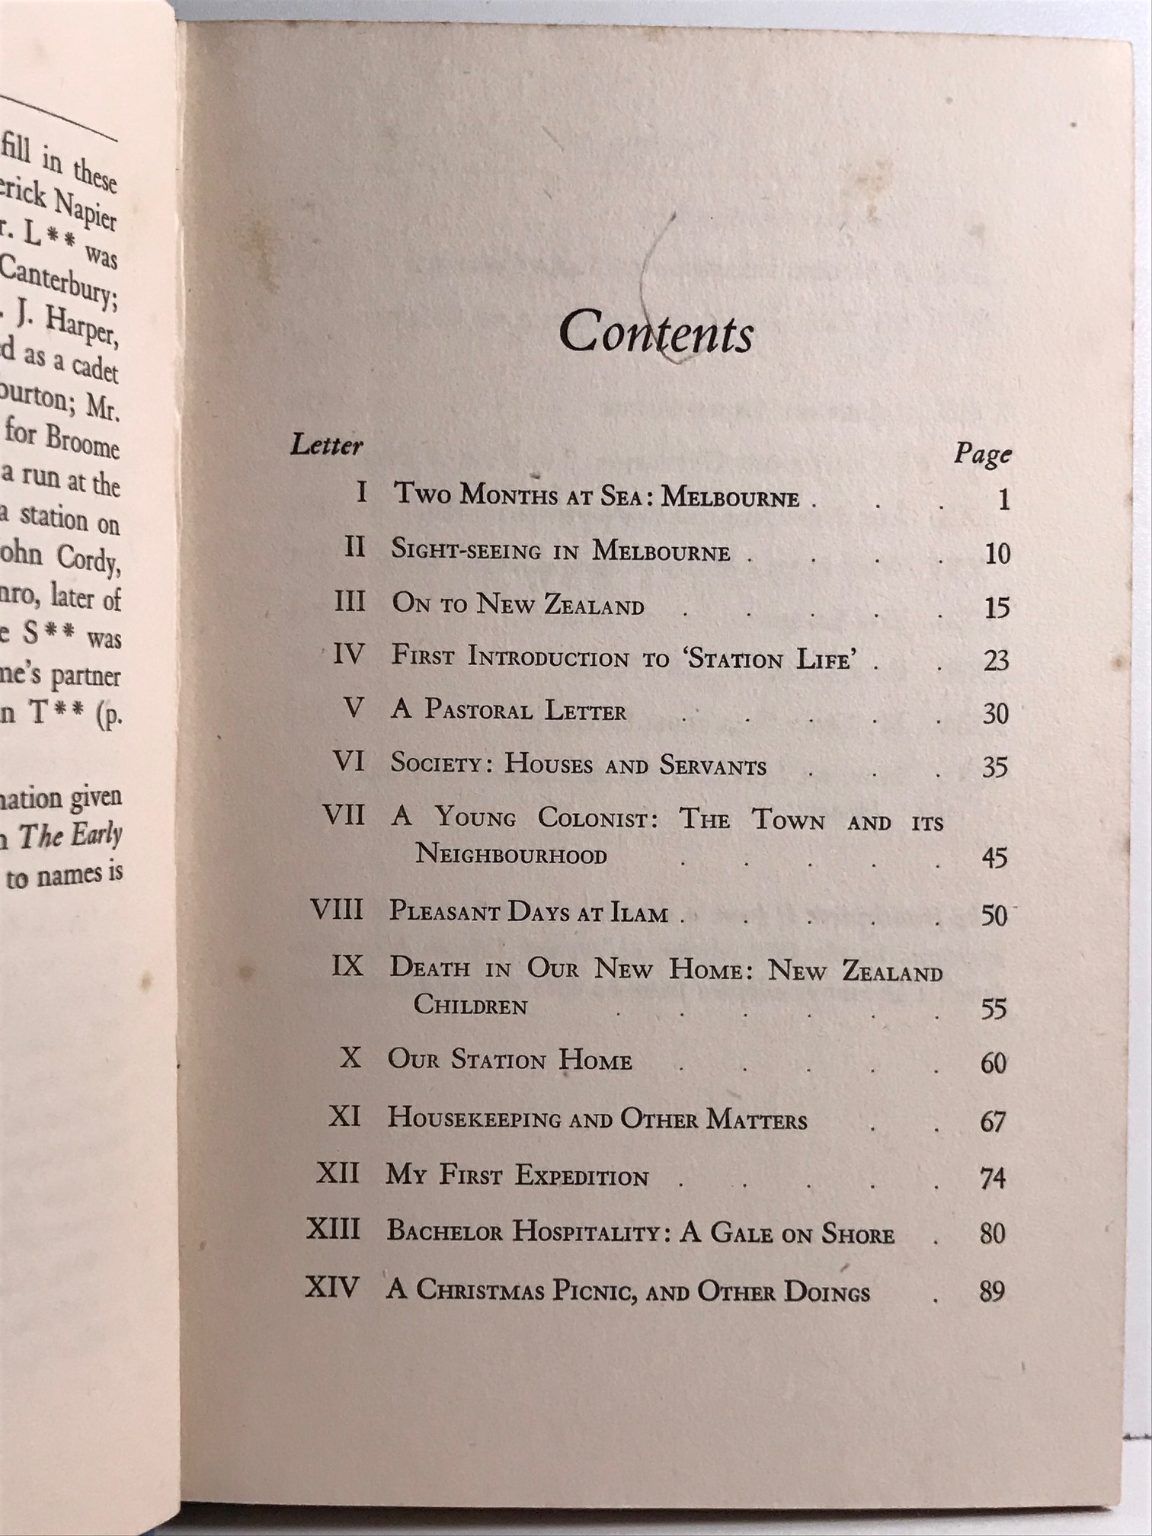 fill in these
erick Napier
r. L** was
Canterbury;
. J. Harper,
d as a cadet
burton; Mr.
for Broome
a run at the
a station on
ohn Cordy,
nro, later of
e S** was
ne's partner
n T** (p.
nation given
n The Early
to names is
Contents
Letter Page
I TWO MONTHS AT SEA: MELBOURNE . . . 1
II SIGHT-SEEING IN MELBOURNE . . . . 10
III ON TO NEW ZEALAND . . . . . 15
IV FIRST INTRODUCTION TO 'STATION LIFE' . . 23
V A PASTORAL LETTER . . . . . 30
VI SOCIETY: HOUSES AND SERVANTS . . . 35
VII A YOUNG COLONIST: THE TOWN AND ITS
NEIGHBOURHOOD . . . . . 45
VIII PLEASANT DAYS AT ILAM . . . . . 50
IX DEATH IN OUR NEW HOME: NEW ZEALAND
CHILDREN . . . . . . 55
X OUR STATION HOME . . . . . 60
XI HOUSEKEEPING AND OTHER MATTERS . . 67
XII MY FIRST EXPEDITION . . . . . 74
XIII BACHELOR HOSPITALITY: A GALE ON SHORE . 80
XIV A CHRISTMAS PICNIC, AND OTHER DOINGS . 89